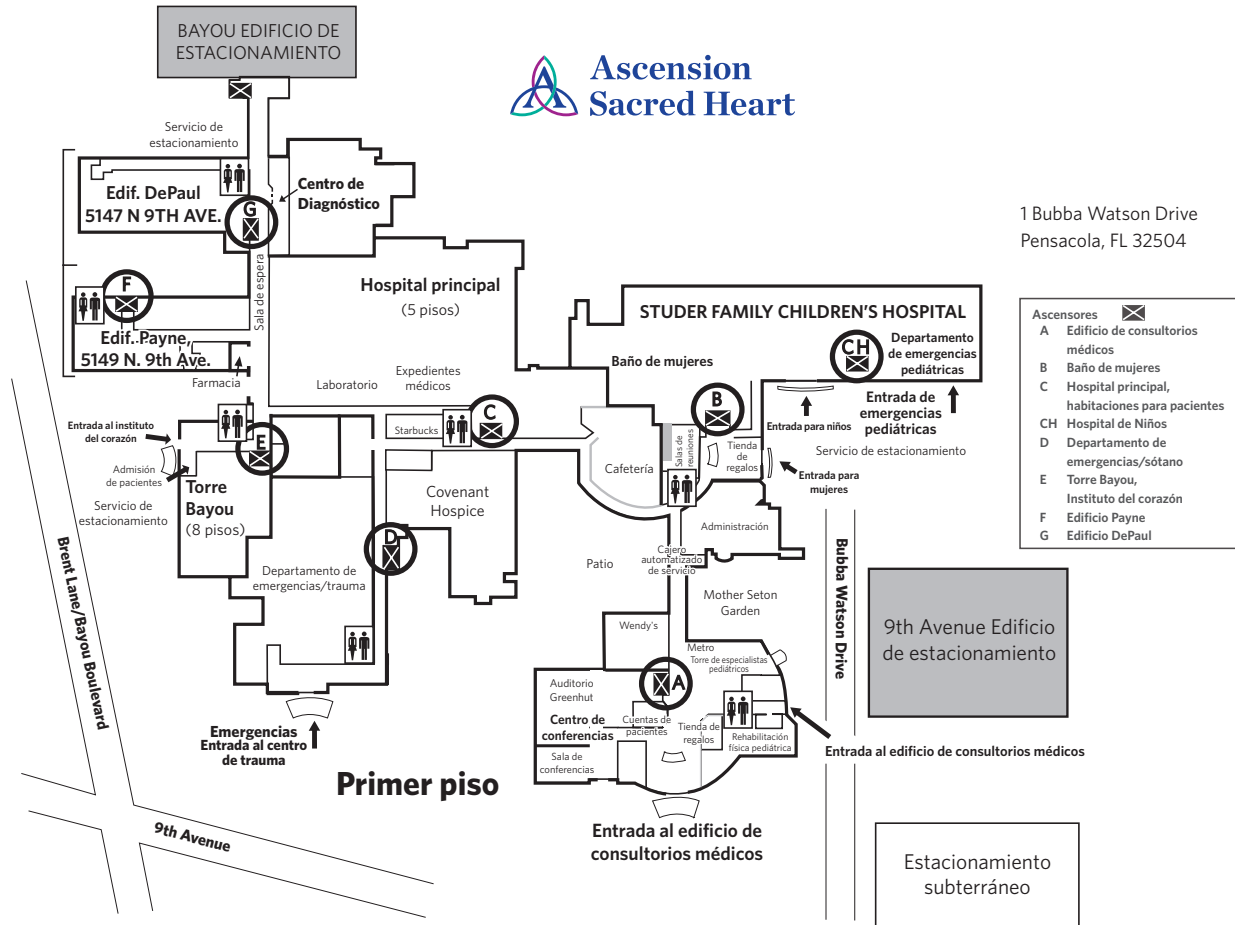 BAYOU EDIFICIO DE
ESTACIONAMIENTO
Ascension
Sacred Heart
Servicio de
estacionamiento
Edif. DePaul
5147 N 9TH AVE.
G
Centro de
Diagnóstico
1 Bubba Watson Drive
Pensacola, FL 32504
F
Sala de espera
Hospital principal
(5 pisos)
Edif. Payne,
5149 N. 9th Ave.
Farmacia
Laboratorio
Expedientes
médicos
STUDER FAMILY CHILDREN'S HOSPITAL
Baño de mujeres
CH
Departamento
de emergencias
pediátricas
Entrada de
emergencias
pediátricas
Entrada para niños
Servicio de estacionamiento
B
C
Starbucks
Cafetería
Salas de
reuniones
Tienda
de
regalos
Entrada para
mujeres
Ascensores
A Edificio de consultorios
médicos
B Baño de mujeres
C Hospital principal,
habitaciones para pacientes
CH Hospital de Niños
D Departamento de
emergencias/sótano
E Torre Bayou,
Instituto del corazón
F Edificio Payne
G Edificio DePaul
Entrada al instituto
del corazón
E
Admisión
de pacientes
Servicio de
estacionamiento
Torre
Bayou
(8 pisos)
Covenant
Hospice
D
Departamento de
emergencias/trauma
Administración
Patio
Cajero
automatizado
de servicio
Mother Seton
Garden
Brent Lane/Bayou Boulevard
Bubba Watson Drive
9th Avenue Edificio
de estacionamiento
Wendy's
Metro
Torre de especialistas
pediátricos
A
Auditorio
Greenhut
Centro de
conferencias
Cuentas de
pacientes
Tienda de
regalos
Rehabilitación
física pediátrica
Sala de
conferencias
Entrada al edificio de consultorios médicos
Emergencias
Entrada al centro
de trauma
Primer piso
9th Avenue
Entrada al edificio de
consultorios médicos
Estacionamiento
subterráneo